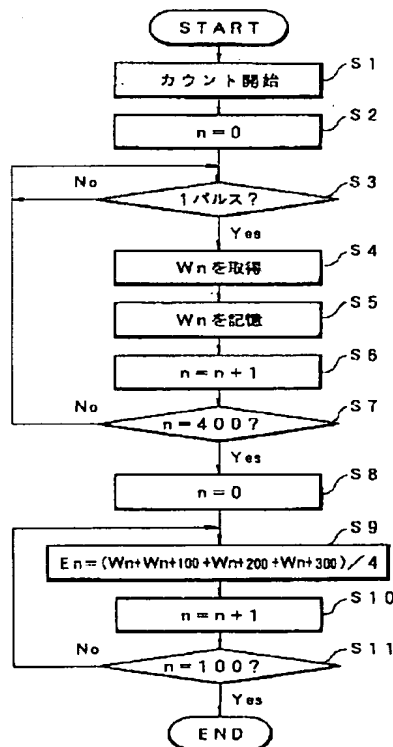 START
S1
カウント開始
S2
n=0
S3
1パルス?
No
Yes
S4
Wnを取得
S5
Wnを記憶
S6
n=n+1
S7
n=400?
No
Yes
S8
n=0
S9
En=(Wn+Wn+100+Wn+200+Wn+300)/4
S10
n=n+1
S11
n=100?
No
Yes
END